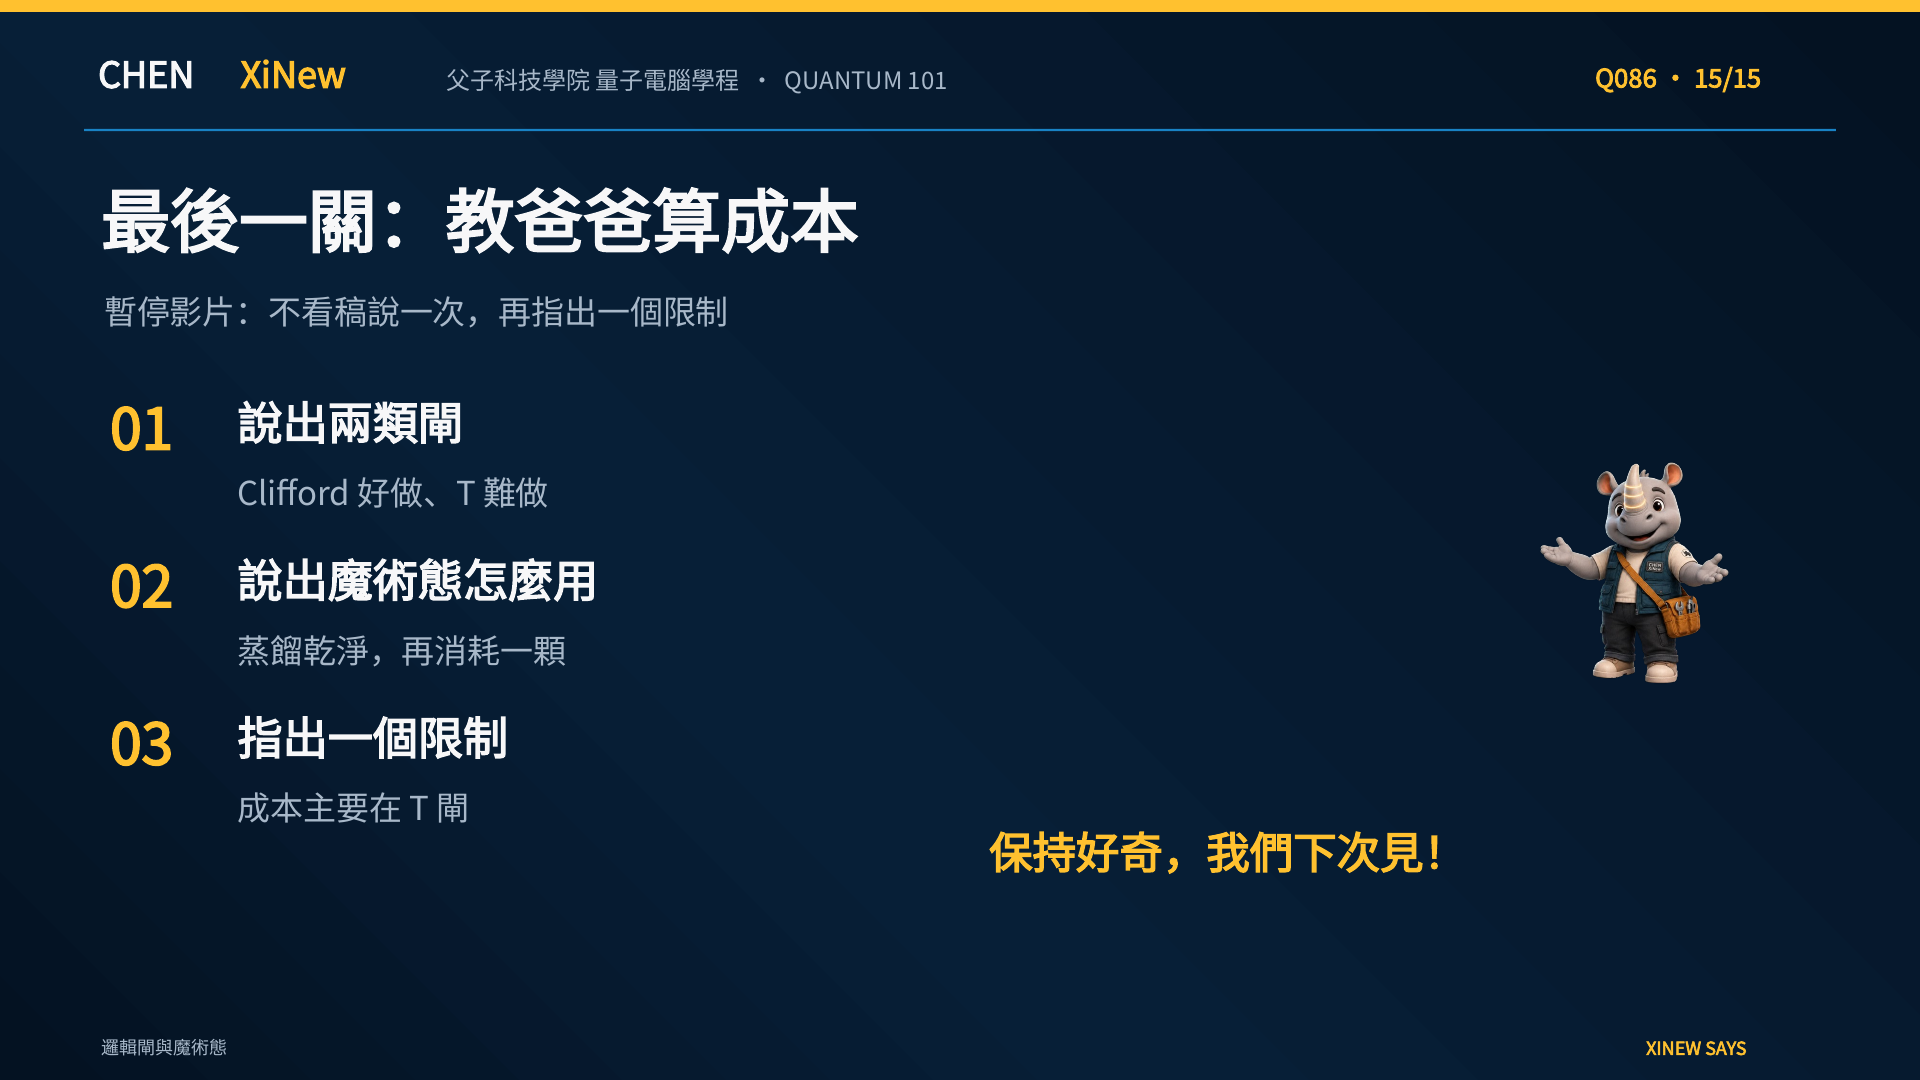 CHEN XiNew 父子科技學院 量子電腦學程 · QUANTUM 101 Q086 · 15/15
最後一關：教爸爸算成本
暫停影片：不看稿說一次，再指出一個限制
01 說出兩類閘
Clifford 好做、T 難做
02 說出魔術態怎麼用
蒸餾乾淨，再消耗一顆
03 指出一個限制
成本主要在 T 閘
保持好奇，我們下次見！
邏輯閘與魔術態
XINEW SAYS